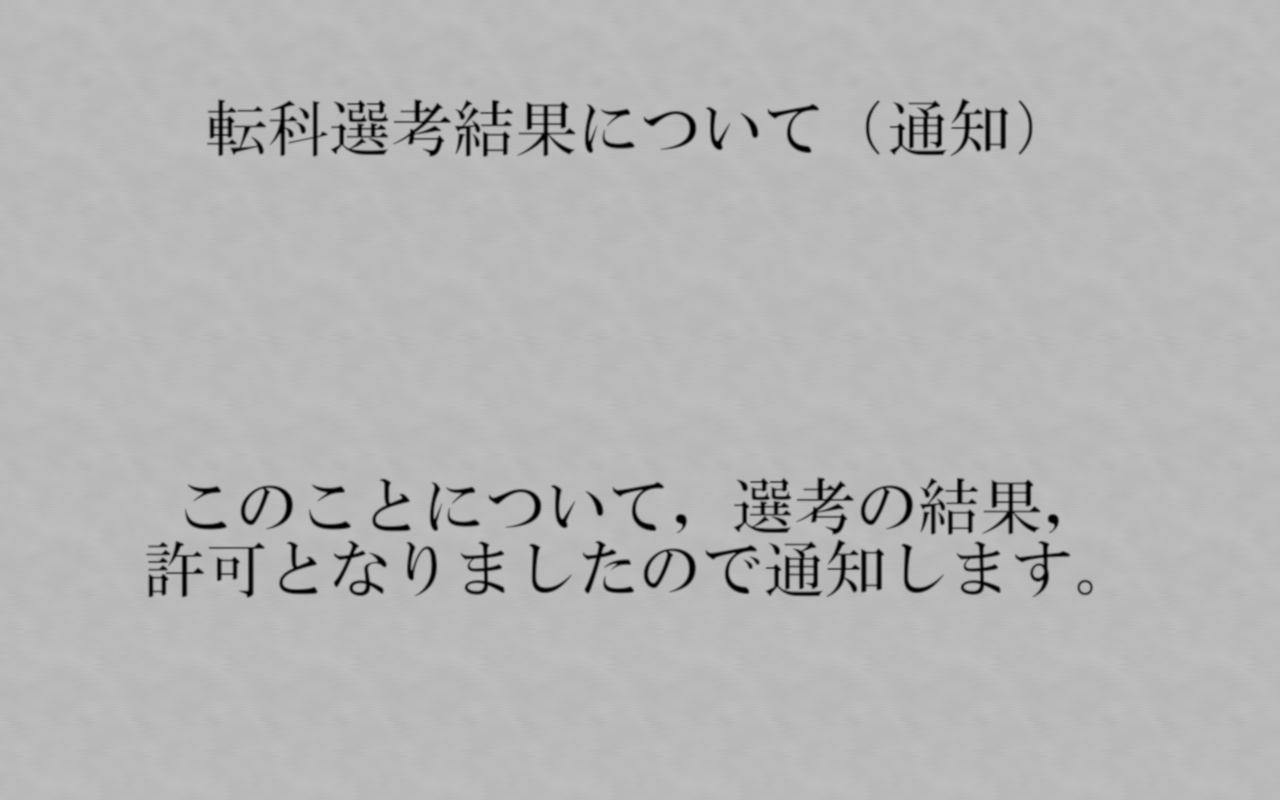 転科選考結果について（通知）
このことについて，選考の結果，
許可となりましたので通知します。